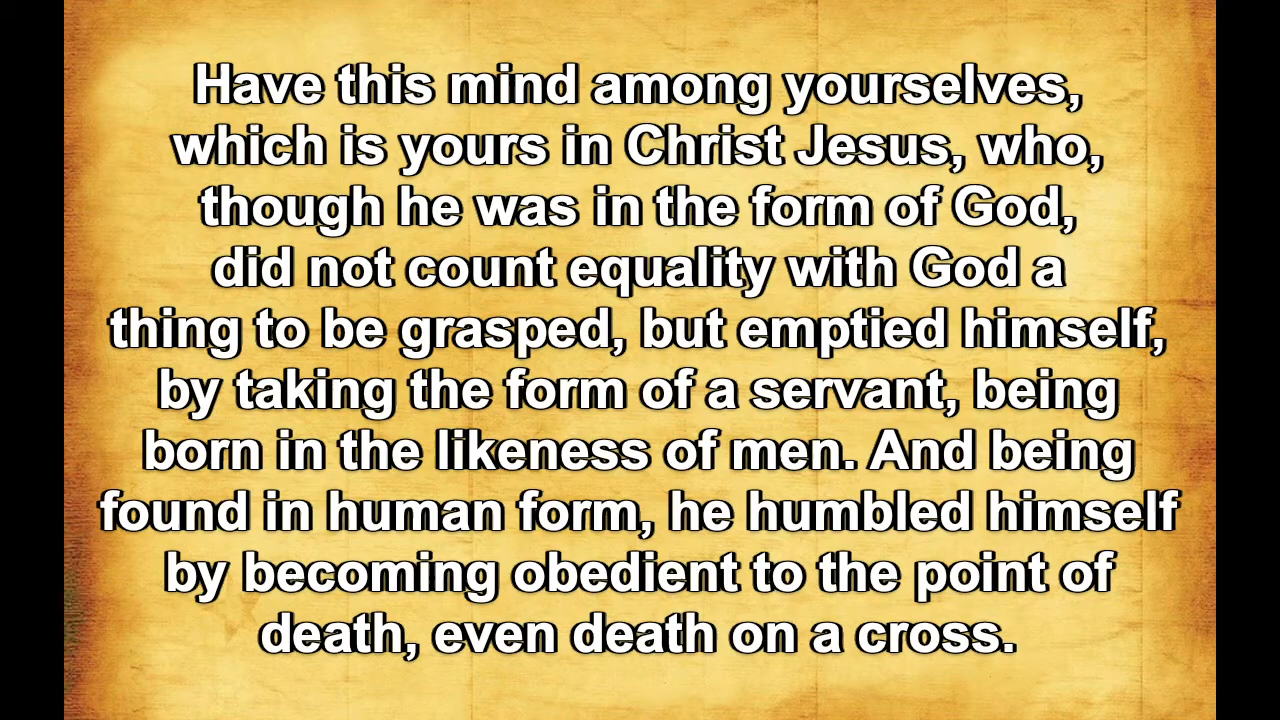 Have this mind among yourselves,
which is yours in Christ Jesus, who,
though he was in the form of God,
did not count equality with God a
thing to be grasped, but emptied himself,
by taking the form of a servant, being
born in the likeness of men. And being
found in human form, he humbled himself
by becoming obedient to the point of
death, even death on a cross.